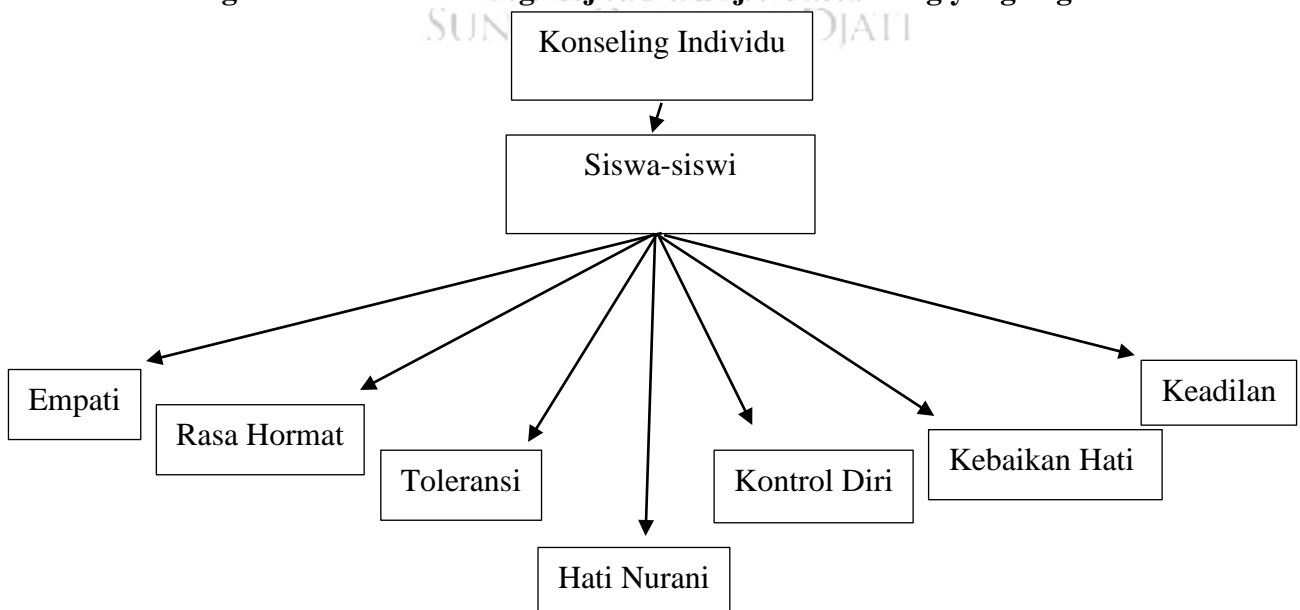 Konseling Individu
Siswa-siswi
Empati
Rasa Hormat
Toleransi
Hati Nurani
Kontrol Diri
Kebaikan Hati
Keadilan